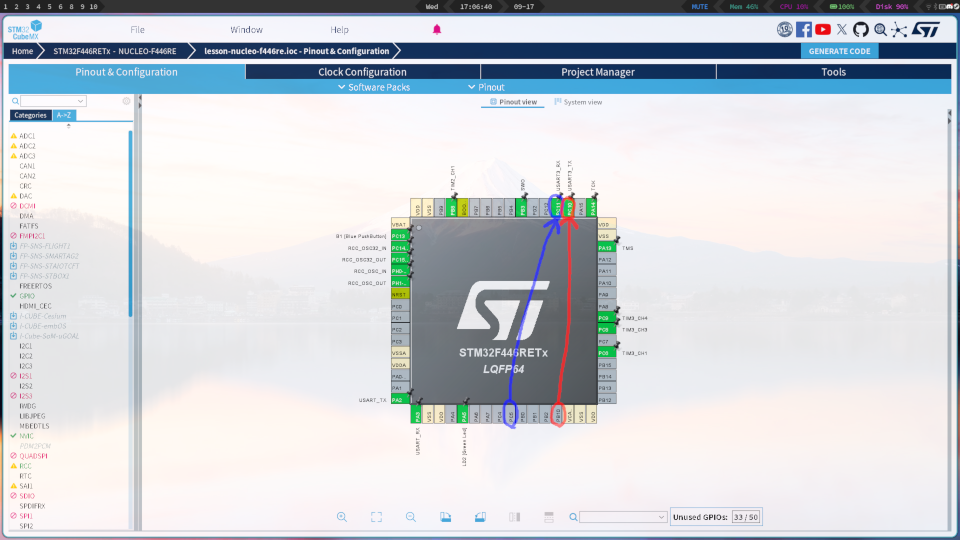 1 2 3 4 5 6 7 8 9 10
Wed 17:06:40 09-17
MUTE Mem 46% CPU 16% 100% Disk 90%
STM32 CubeMX
File Window Help
Home STM32F446RETx - NUCLEO-F446RE lesson-nucleo-f446re.ioc - Pinout & Configuration
GENERATE CODE
Pinout & Configuration Clock Configuration Project Manager Tools
Software Packs Pinout
Pinout view System view
Categories A->Z
ADC1
ADC2
ADC3
CAN1
CAN2
CRC
DAC
DCMI
DMA
FATFS
FMPI2C1
FP-SNS-FLIGHT1
FP-SNS-SMARTAG2
FP-SNS-STAIOTCFT
FP-SNS-STBOX1
FREERTOS
GPIO
HDMI_CEC
I-CUBE-Cesium
I-CUBE-embOS
I-Cube-SoM-uGOAL
I2C1
I2C2
I2C3
I2S1
I2S2
I2S3
IWDG
LIBJPEG
MBEDTLS
NVIC
PDM2PCM
QUADSPI
RCC
RTC
SAI1
SDIO
SPDIFRX
SPI1
SPI2
TIM2_CH1
SWO
USART3_RX
USART3_TX
TCK
VDD VSS PB9 PB8 PB7 PB6 PB5 PB4 PB3 PD2 PA15 PA14
VBAT
B1 [Blue PushButton] PC13
RCC_OSC32_IN PC14
RCC_OSC32_OUT PC15
RCC_OSC_IN PH0
RCC_OSC_OUT PH1
NRST
PC0
PC1
PC2
PC3
VSSA
VDDA
PA0
PA1
USART_TX PA2
STM32F446RETx
LQFP64
VDD
VSS
PA13 TMS
PA12
PA11
PA10
PA9
PA8
PC9 TIM3_CH4
PC8 TIM3_CH3
PC7
PC6 TIM3_CH1
PB15
PB14
PB13
PB12
PA3 VSS VDD PA4 PA5 PA6 PA7 PC4 PC5 PB0 PB1 PB2 PB10 VCA VSS VDD
USART_RX
LD2 [Green Led]
Unused GPIOs: 33 / 50